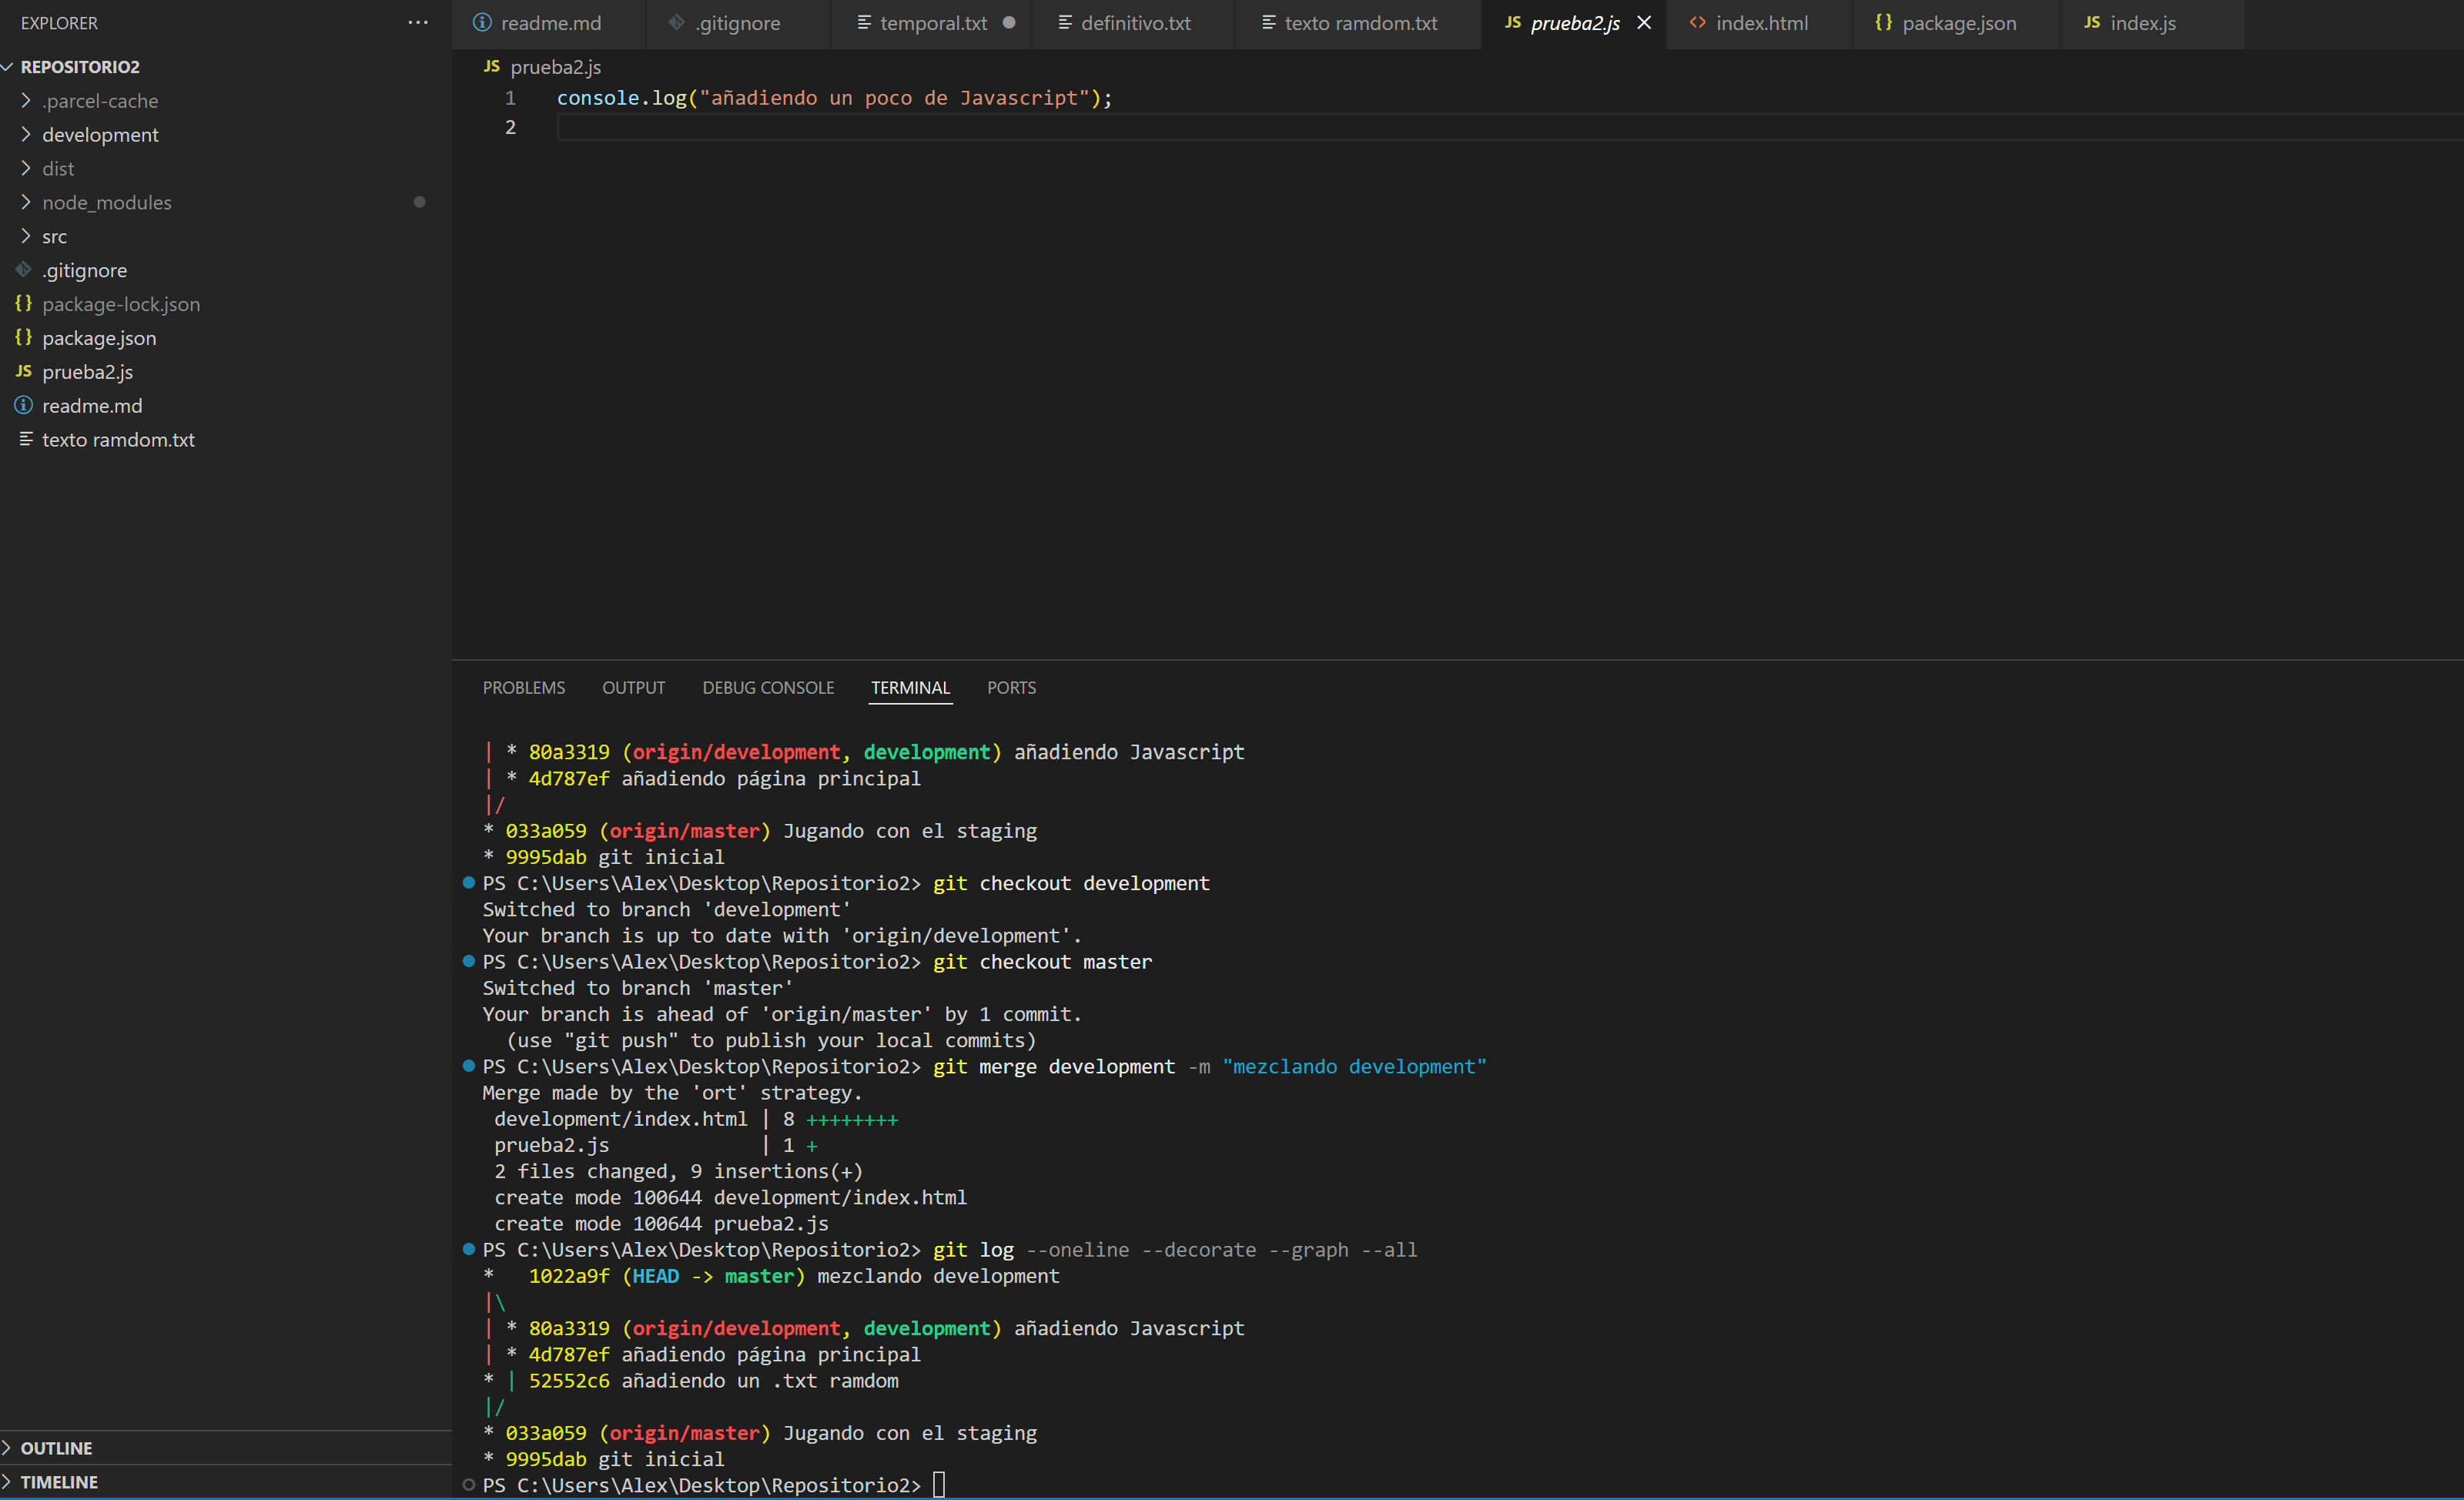 EXPLORER
REPOSITORIO2
.parcel-cache
development
dist
node_modules
src
.gitignore
package-lock.json
package.json
prueba2.js
readme.md
texto ramdom.txt
OUTLINE
TIMELINE
readme.md .gitignore temporal.txt definitivo.txt texto ramdom.txt JS prueba2.js index.html {} package.json JS index.js
JS prueba2.js
1 console.log("añadiendo un poco de Javascript");
2
PROBLEMS OUTPUT DEBUG CONSOLE TERMINAL PORTS
| * 80a3319 (origin/development, development) añadiendo Javascript
| * 4d787ef añadiendo página principal
|/
* 033a059 (origin/master) Jugando con el staging
* 9995dab git inicial
PS C:\Users\Alex\Desktop\Repositorio2> git checkout development
Switched to branch 'development'
Your branch is up to date with 'origin/development'.
PS C:\Users\Alex\Desktop\Repositorio2> git checkout master
Switched to branch 'master'
Your branch is ahead of 'origin/master' by 1 commit.
  (use "git push" to publish your local commits)
PS C:\Users\Alex\Desktop\Repositorio2> git merge development -m "mezclando development"
Merge made by the 'ort' strategy.
 development/index.html | 8 ++++++++
 prueba2.js             | 1 +
 2 files changed, 9 insertions(+)
 create mode 100644 development/index.html
 create mode 100644 prueba2.js
PS C:\Users\Alex\Desktop\Repositorio2> git log --oneline --decorate --graph --all
*   1022a9f (HEAD -> master) mezclando development
|\
| * 80a3319 (origin/development, development) añadiendo Javascript
| * 4d787ef añadiendo página principal
* | 52552c6 añadiendo un .txt ramdom
|/
* 033a059 (origin/master) Jugando con el staging
* 9995dab git inicial
PS C:\Users\Alex\Desktop\Repositorio2>